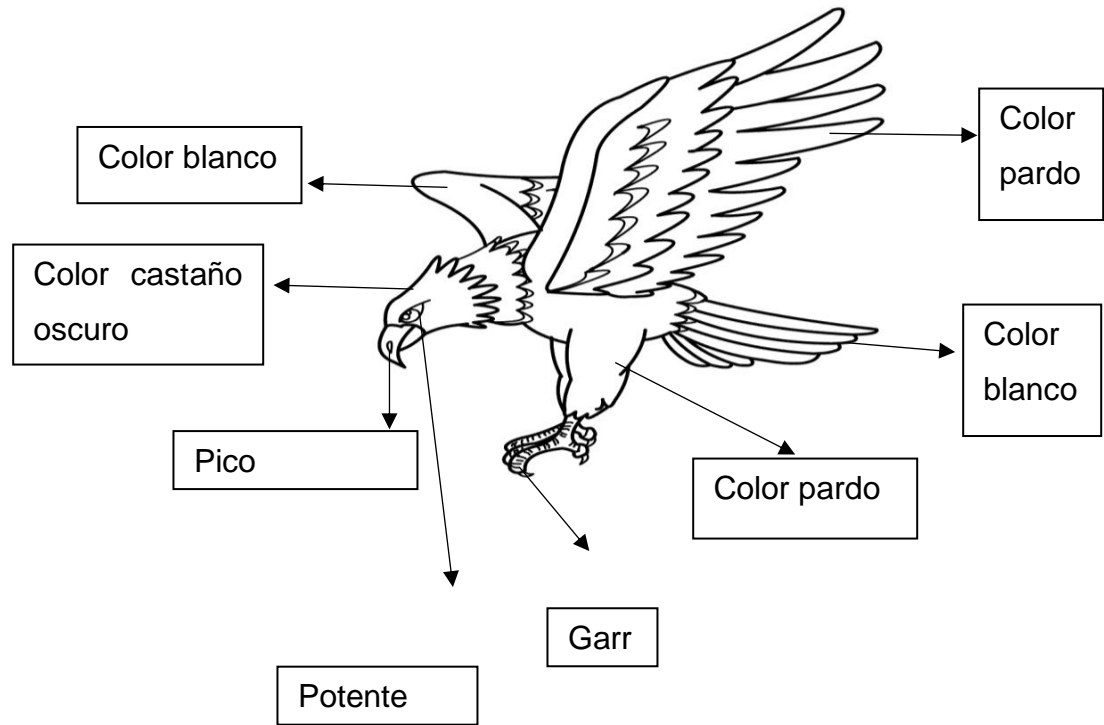 Color
pardo
Color blanco
Color castaño
oscuro
Color
blanco
Pico
Color pardo
Garr
Potente